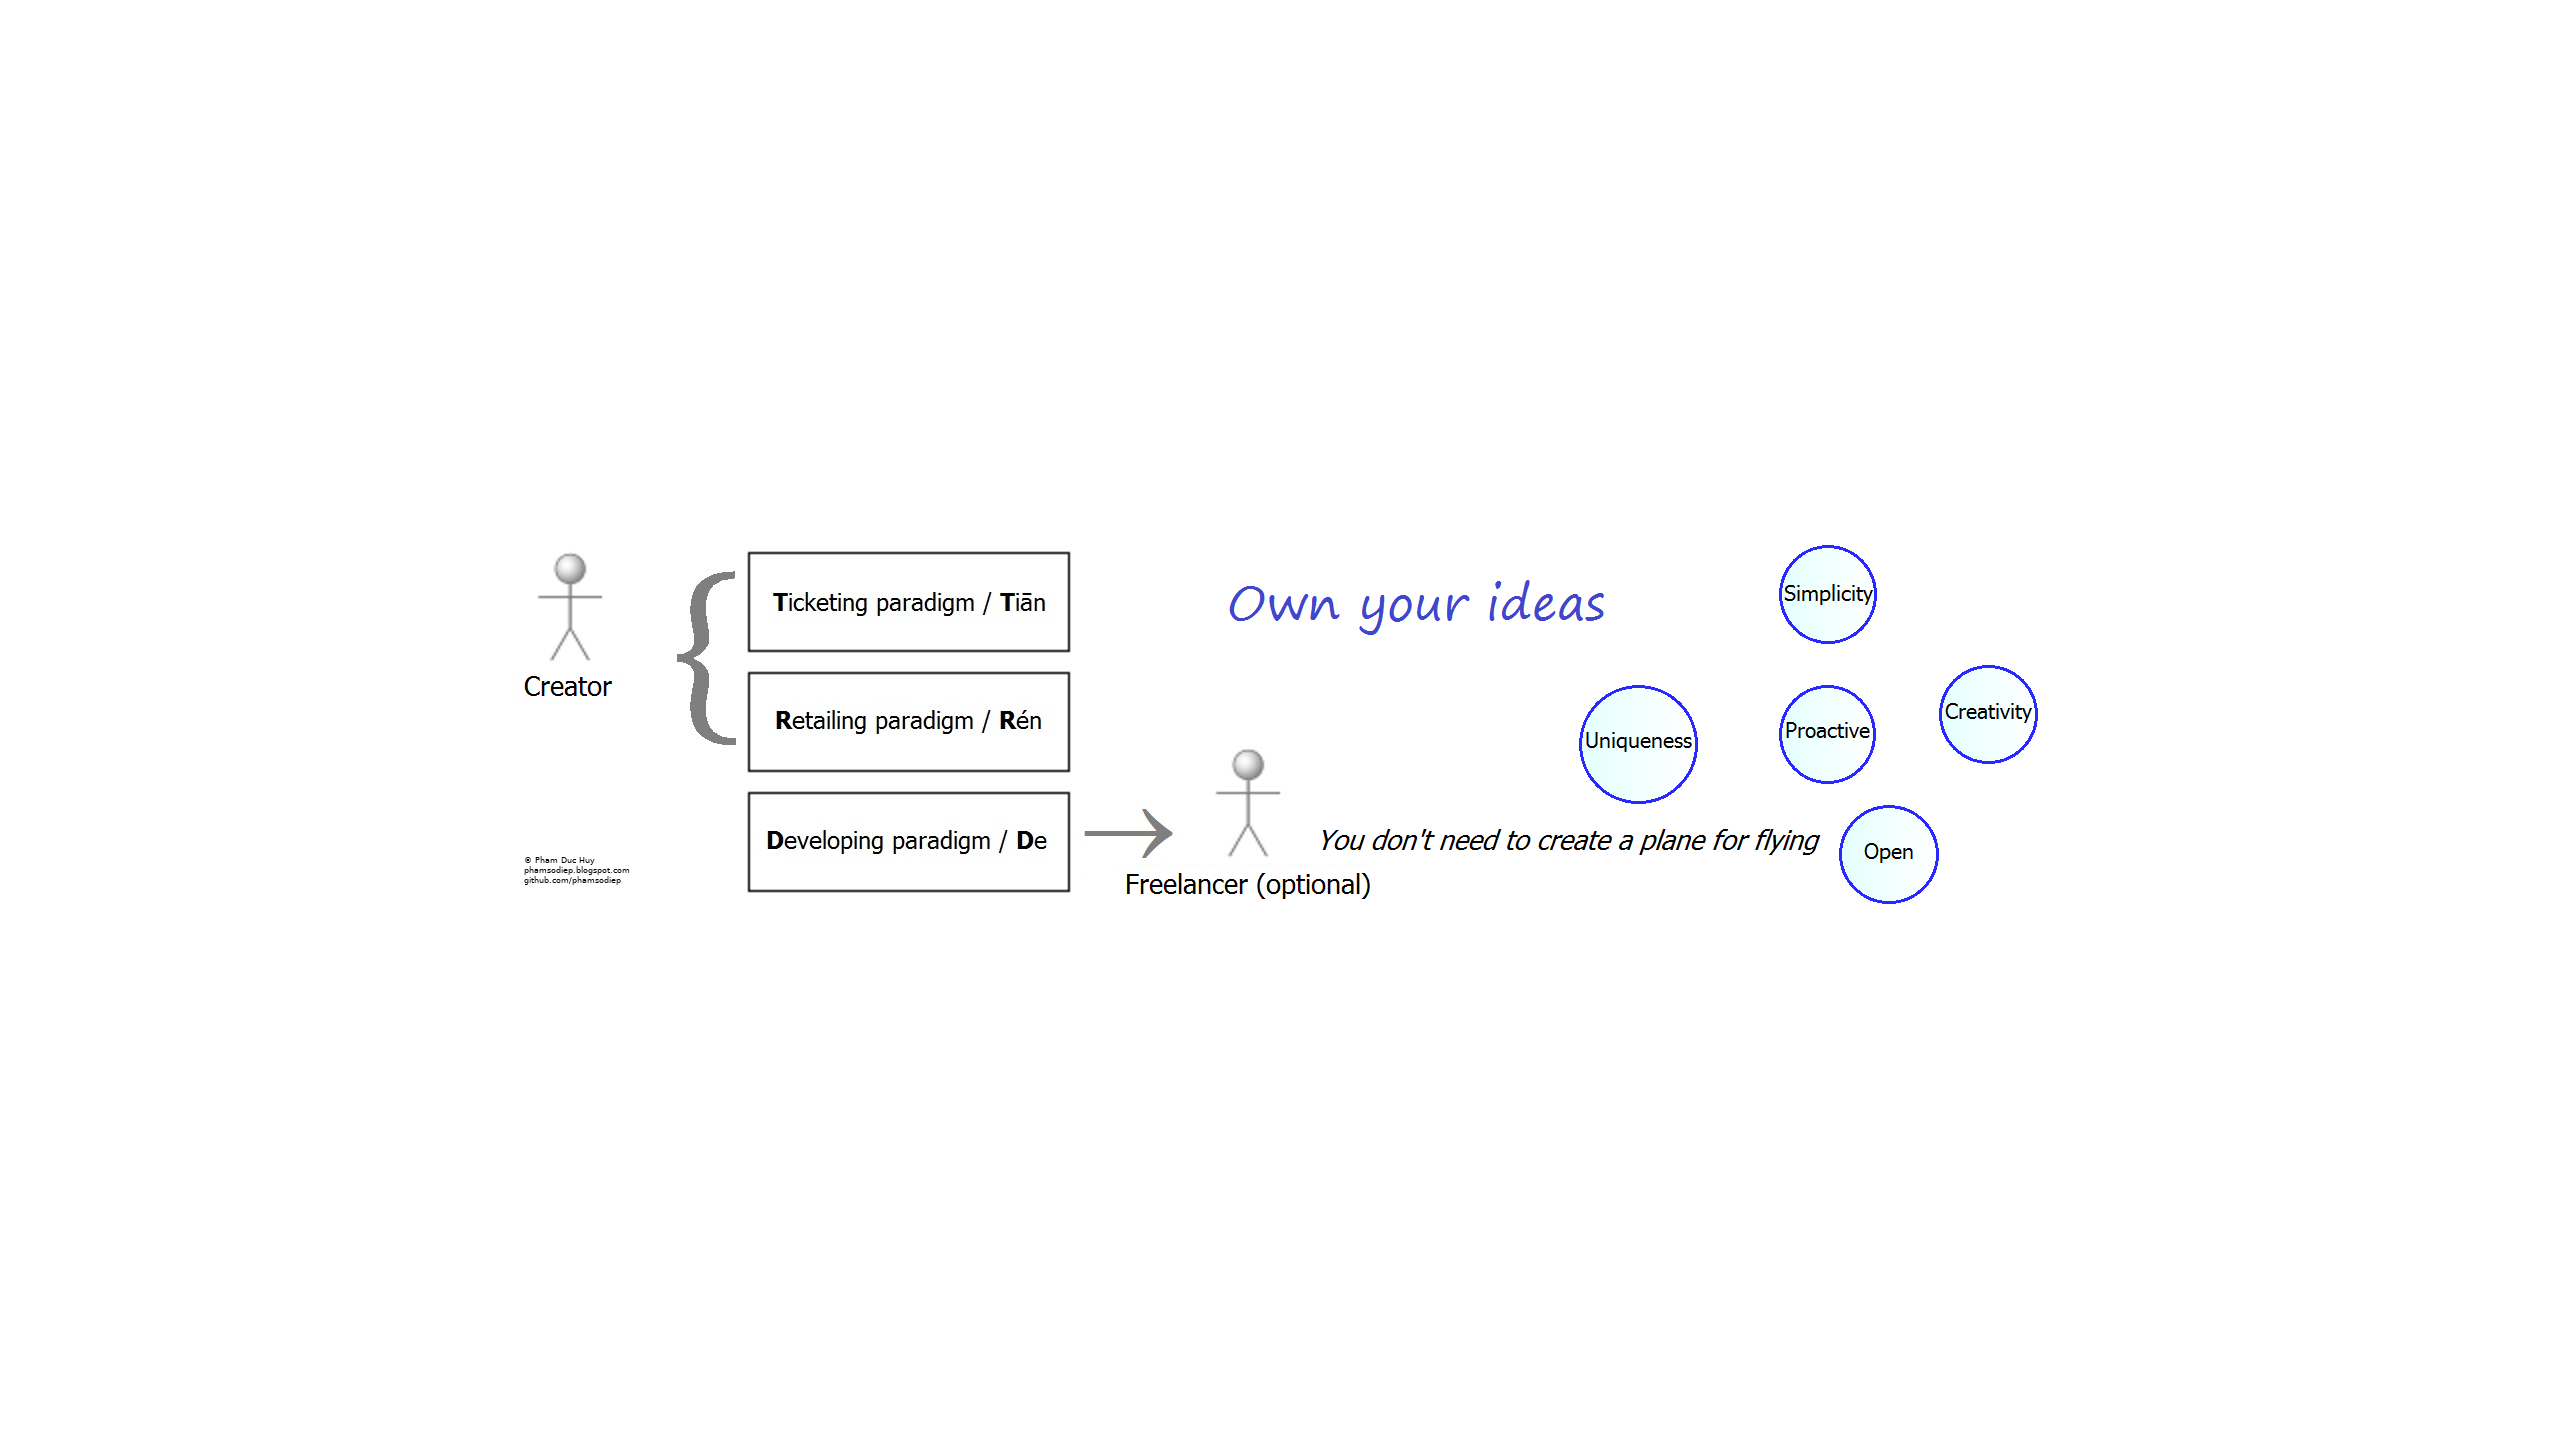 Creator
Ticketing paradigm / Tiān
Retailing paradigm / Rén
Developing paradigm / De
Freelancer (optional)
© Pham Duc Huy
phamsodiep.blogspot.com
github.com/phamsodiep
Own your ideas
You don't need to create a plane for flying
Simplicity
Uniqueness
Proactive
Creativity
Open